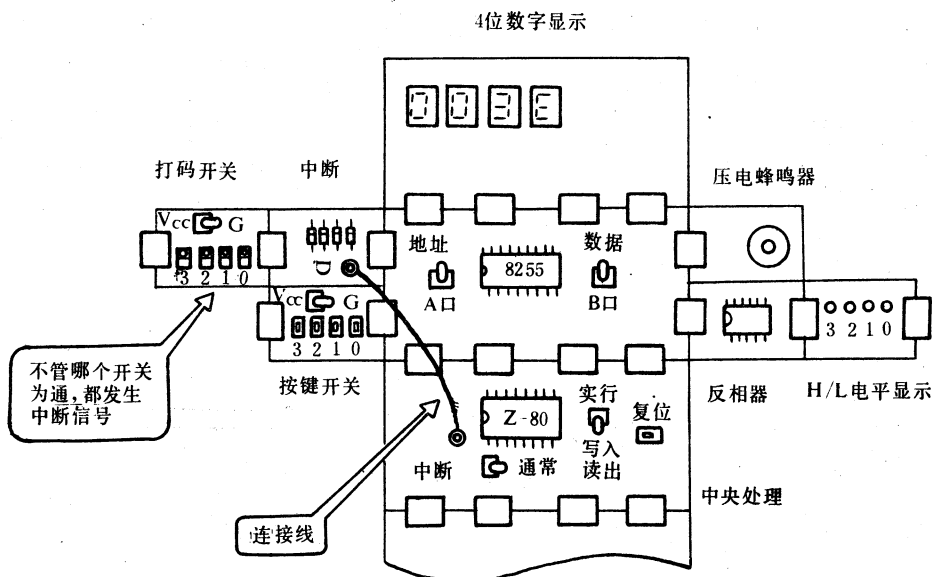 4位数字显示
003E
打码开关
中断
压电蜂鸣器
Vcc G
3 2 1 0
D
地址
8255
数据
A口
B口
Vcc G
3 2 1 0
3 2 1 0
不管哪个开关
为通,都发生
中断信号
按键开关
实行
复位
反相器
H/L电平显示
Z-80
写入
读出
中断
通常
中央处理
连接线